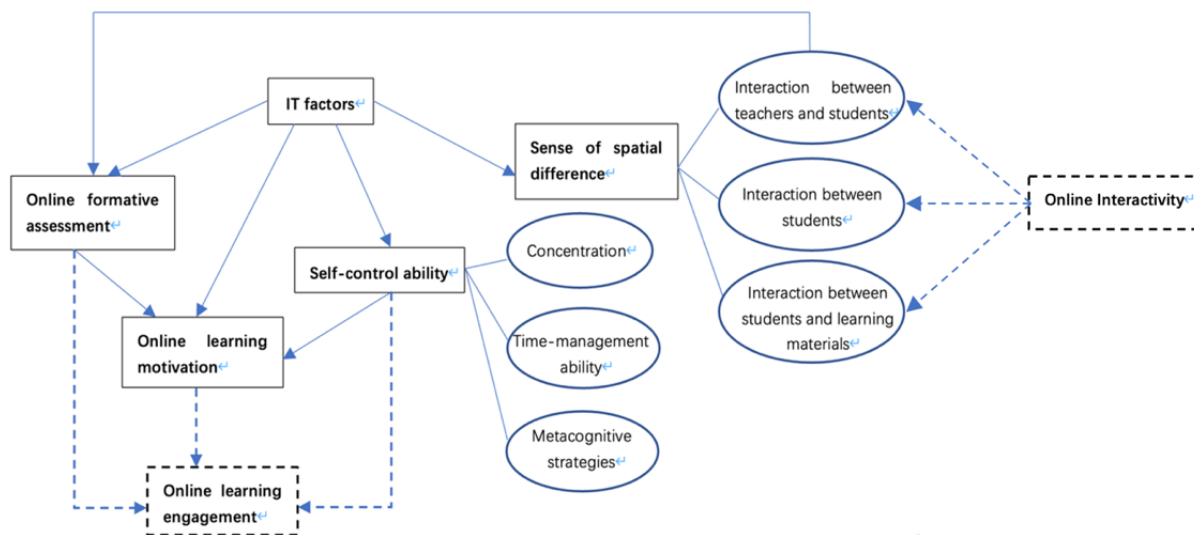 IT factors↵
Interaction between
teachers and students↵
Sense of spatial
difference↵
Online formative
assessment↵
Interaction between
students↵
Online Interactivity↵
Concentration↵
Self-control ability↵
Interaction between
students and learning
materials↵
Online learning
motivation↵
Time-management
ability↵
Metacognitive
strategies↵
Online learning
engagement↵